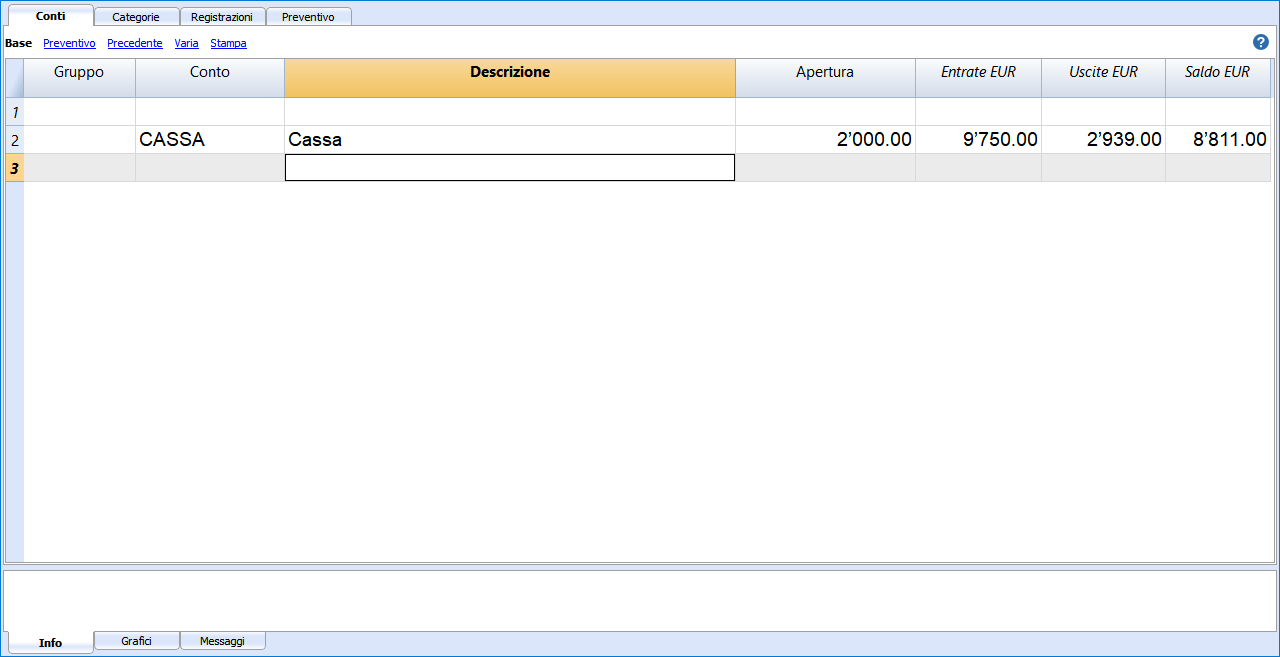 Conti Categorie Registrazioni Preventivo
Base Preventivo Precedente Varia Stampa ?
Gruppo Conto Descrizione Apertura Entrate EUR Uscite EUR Saldo EUR
1
2 CASSA Cassa 2’000.00 9’750.00 2’939.00 8’811.00
3
Info Grafici Messaggi